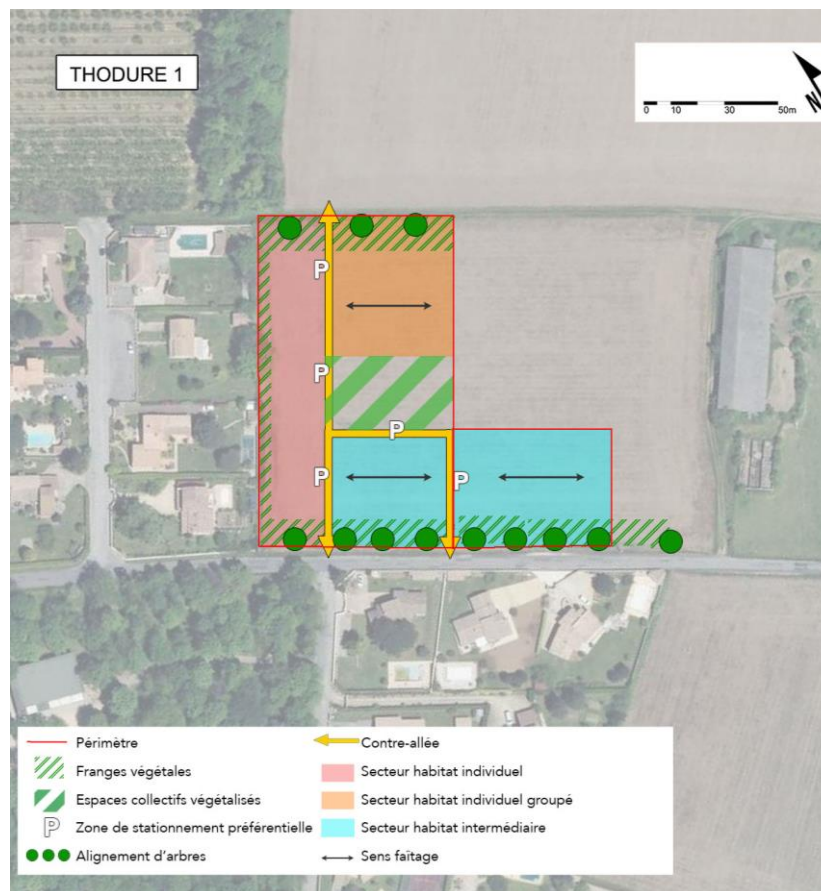 THODURE 1
N
0 10 30 50m
P
P
P
P
P
Périmètre
Contre-allée
Franges végétales
Secteur habitat individuel
Espaces collectifs végétalisés
Secteur habitat individuel groupé
P Zone de stationnement préférentielle
Secteur habitat intermédiaire
Alignement d'arbres
Sens faîtage